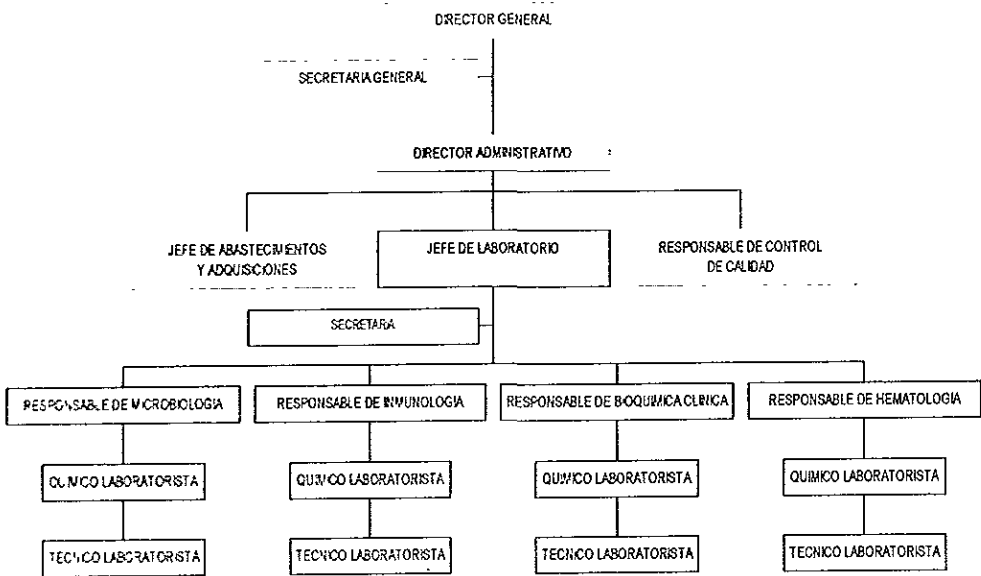 DIRECTOR GENERAL
SECRETARIA GENERAL
DIRECTOR ADMINISTRATIVO
JEFE DE ABASTECIMIENTOS
Y ADQUISCIONES
JEFE DE LABORATORIO
RESPONSABLE DE CONTROL
DE CALIDAD
SECRETARIA
RESPONSABLE DE MICROBIOLOGIA
RESPONSABLE DE INMUNOLOGIA
RESPONSABLE DE BIOQUIMICA CLINICA
RESPONSABLE DE HEMATOLOGIA
QUIMICO LABORATORISTA
QUIMICO LABORATORISTA
QUIMICO LABORATORISTA
QUIMICO LABORATORISTA
TECNICO LABORATORISTA
TECNICO LABORATORISTA
TECNICO LABORATORISTA
TECNICO LABORATORISTA